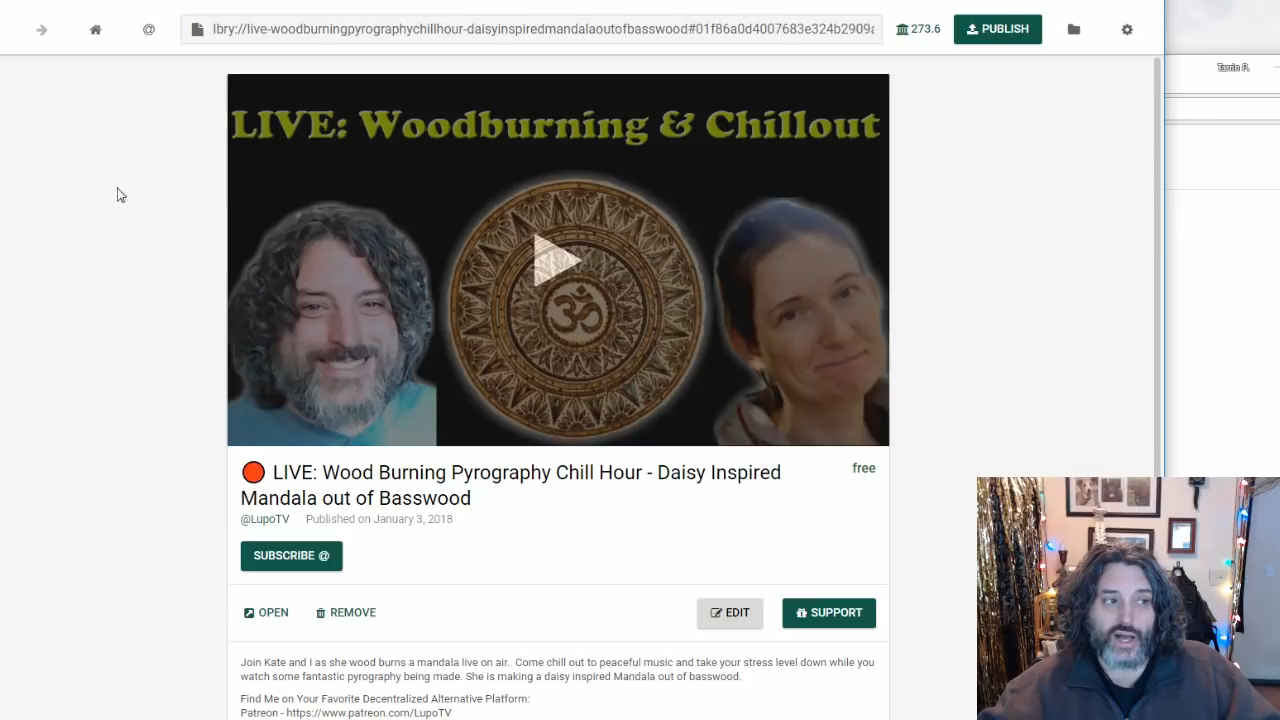 lbry://live-woodburningpyrographychillhour-daisyinspiredmandalaoutofbasswood#01f86a0d4007683e324b2909
273.6
PUBLISH
Tarrin P.
LIVE: Woodburning & Chillout
ॐ
LIVE: Wood Burning Pyrography Chill Hour - Daisy Inspired
Mandala out of Basswood
free
@LupoTV Published on January 3, 2018
SUBSCRIBE @
OPEN REMOVE EDIT SUPPORT
Join Kate and I as she wood burns a mandala live on air. Come chill out to peaceful music and take your stress level down while you
watch some fantastic pyrography being made. She is making a daisy inspired Mandala out of basswood.
Find Me on Your Favorite Decentralized Alternative Platform:
Patreon - https://www.patreon.com/LupoTV